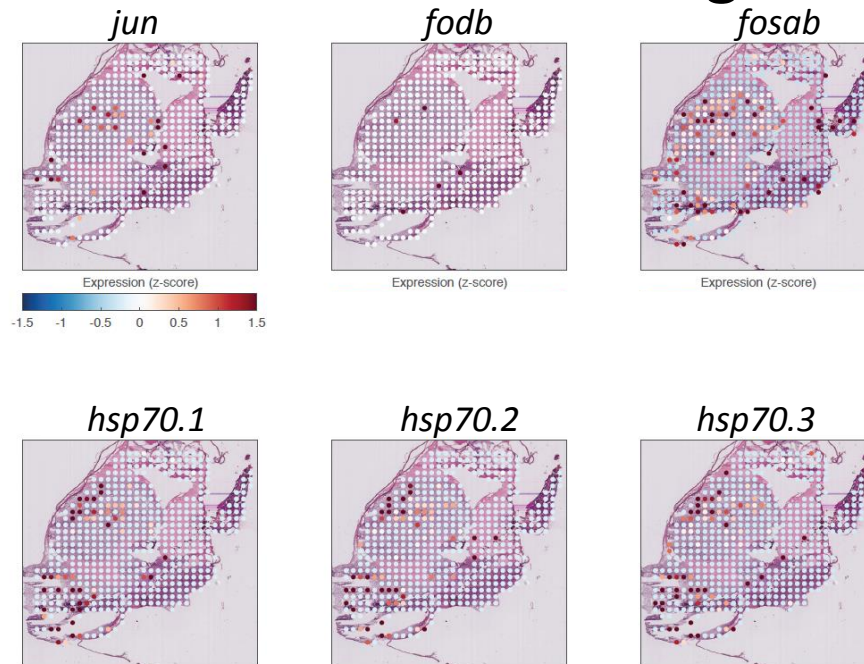 g
jun fodb fosab
Expression (z-score) Expression (z-score) Expression (z-score)
-1.5 -1 -0.5 0 0.5 1 1.5
hsp70.1 hsp70.2 hsp70.3